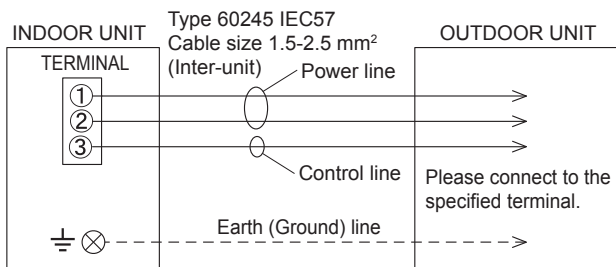 INDOOR UNIT
Type 60245 IEC57
Cable size 1.5-2.5 mm²
(Inter-unit)
OUTDOOR UNIT
TERMINAL
Power line
1
2
3
Control line
Please connect to the
specified terminal.
Earth (Ground) line